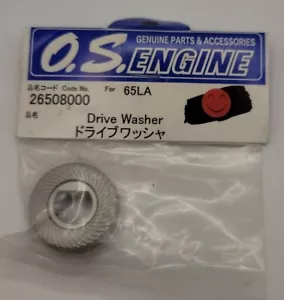 GENUINE PARTS & ACCESSORIES
O.S. ENGINE
品名コード Code No. For 65LA
26508000
品名 Drive Washer
ドライブワッシャ